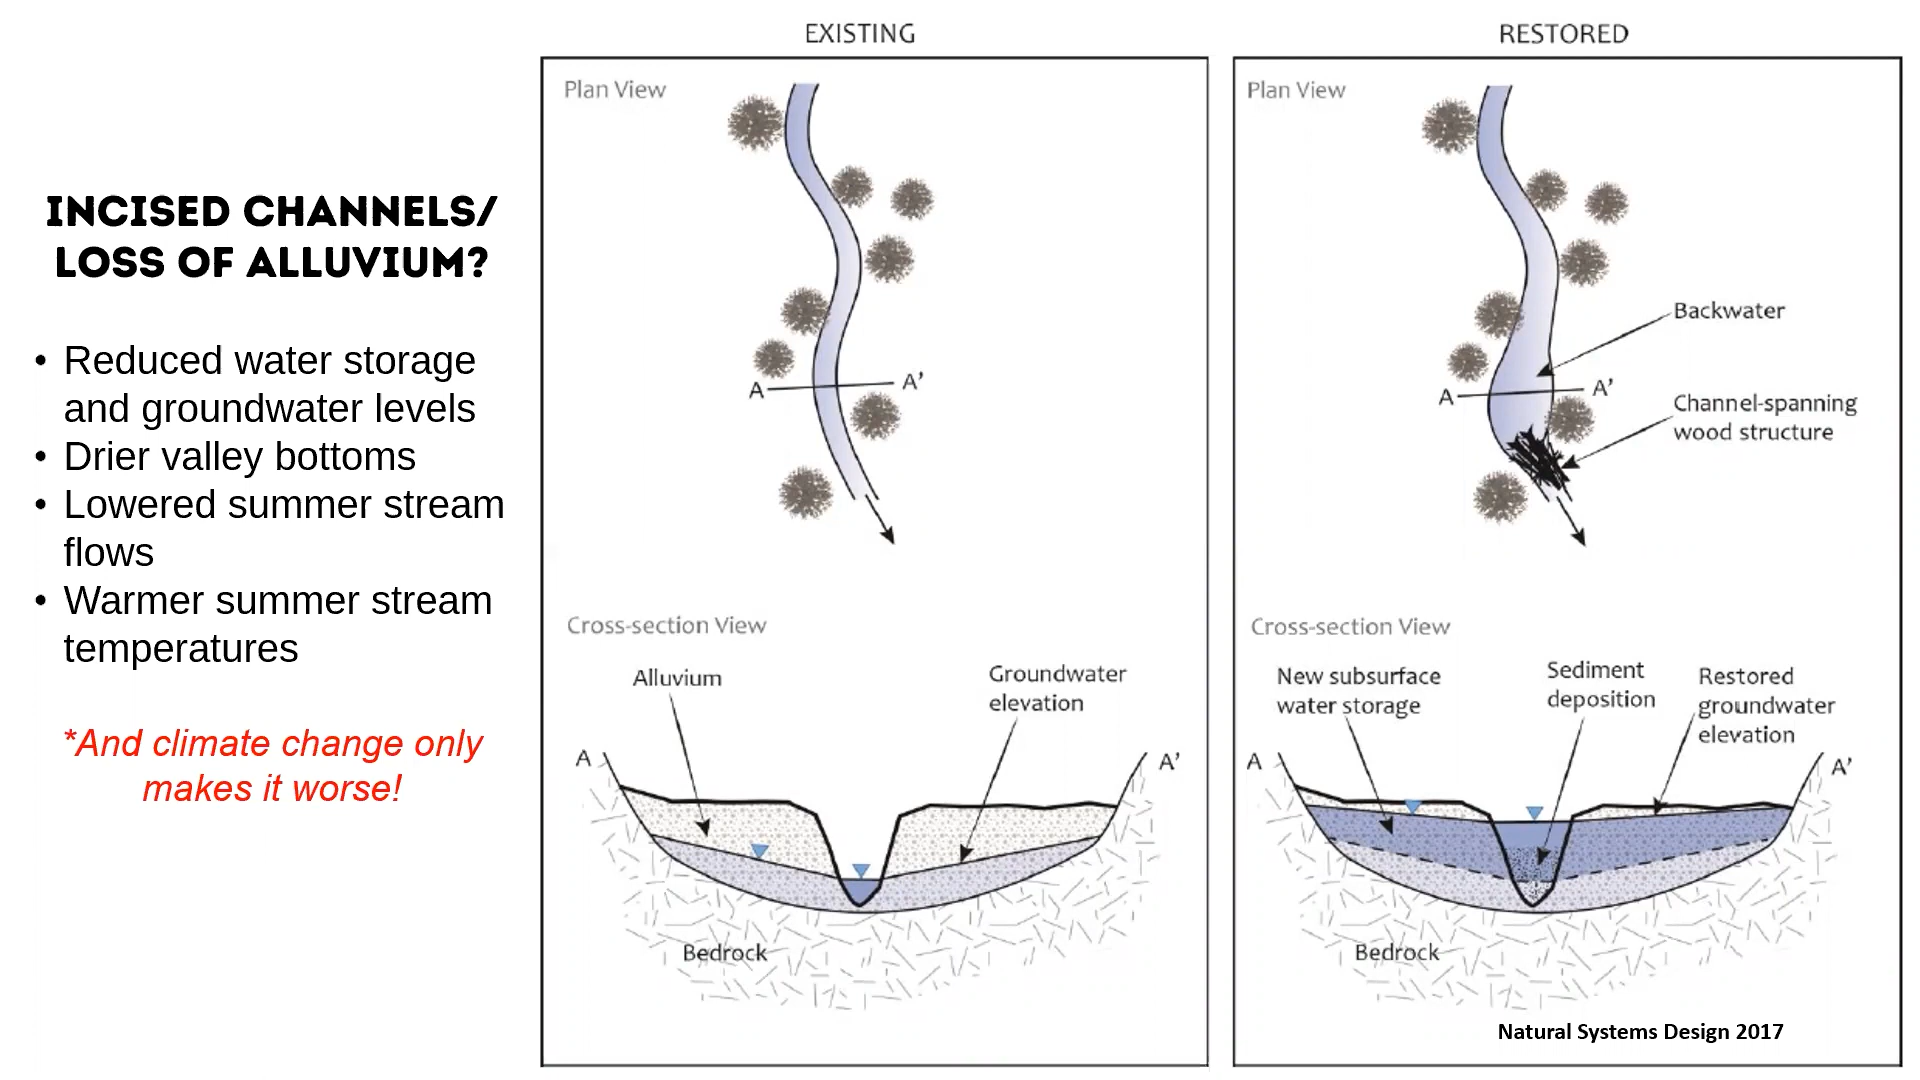 INCISED CHANNELS/
LOSS OF ALLUVIUM?
• Reduced water storage
and groundwater levels
• Drier valley bottoms
• Lowered summer stream
flows
• Warmer summer stream
temperatures
*And climate change only
makes it worse!
EXISTING
Plan View
A
A’
Cross-section View
Alluvium
Groundwater
elevation
A
A’
Bedrock
RESTORED
Plan View
Backwater
A
A’
Channel-spanning
wood structure
Cross-section View
New subsurface
water storage
Sediment
deposition
Restored
groundwater
elevation
A
A’
Bedrock
Natural Systems Design 2017